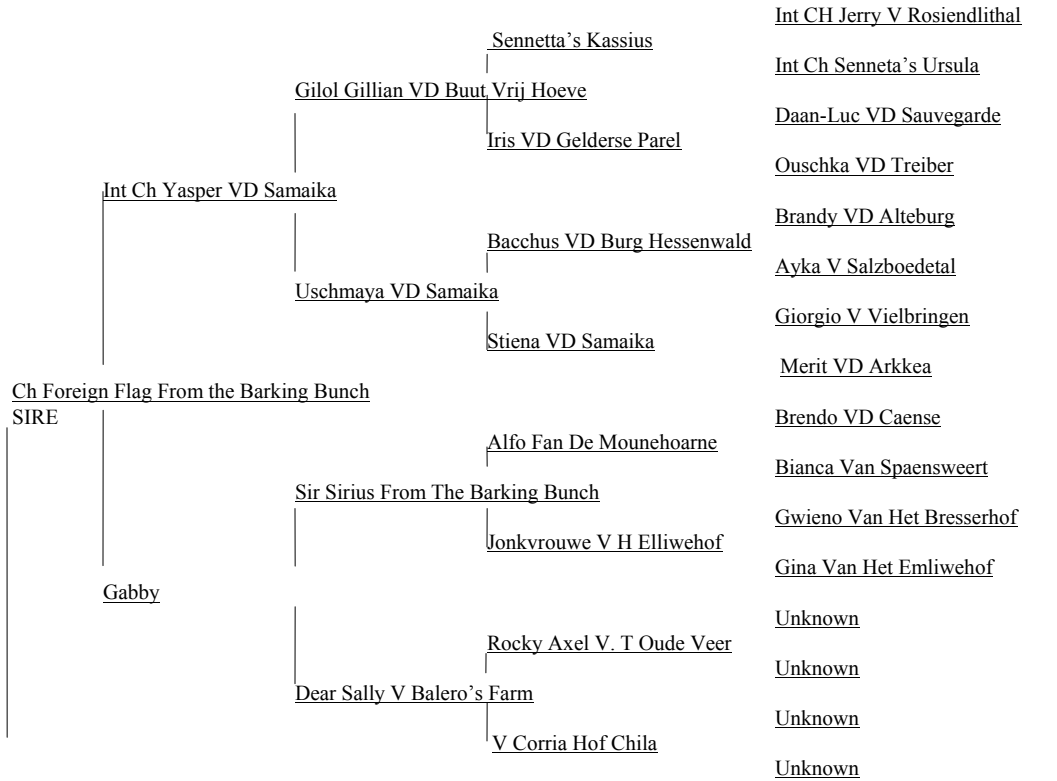 Int CH Jerry V Rosiendlithal
Sennetta’s Kassius
Int Ch Senneta’s Ursula
Gilol Gillian VD Buut Vrij Hoeve
Daan-Luc VD Sauvegarde
Iris VD Gelderse Parel
Ouschka VD Treiber
Int Ch Yasper VD Samaika
Brandy VD Alteburg
Bacchus VD Burg Hessenwald
Ayka V Salzboedetal
Uschmaya VD Samaika
Giorgio V Vielbringen
Stiena VD Samaika
Merit VD Arkkea
Ch Foreign Flag From the Barking Bunch
SIRE
Brendo VD Caense
Alfo Fan De Mounehoarne
Bianca Van Spaensweert
Sir Sirius From The Barking Bunch
Gwieno Van Het Bresserhof
Jonkvrouwe V H Elliwehof
Gina Van Het Emliwehof
Gabby
Unknown
Rocky Axel V. T Oude Veer
Unknown
Dear Sally V Balero’s Farm
Unknown
V Corria Hof Chila
Unknown